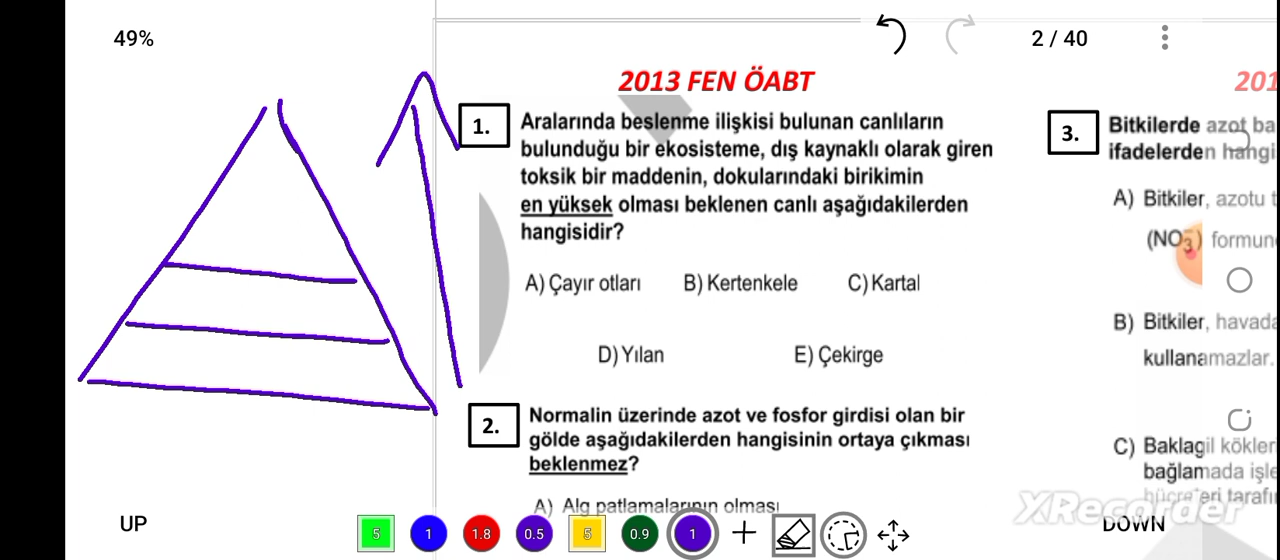 49%
2 / 40
2013 FEN ÖABT
201
1.
Aralarında beslenme ilişkisi bulunan canlıların
bulunduğu bir ekosisteme, dış kaynaklı olarak giren
toksik bir maddenin, dokularındaki birikimin
en yüksek olması beklenen canlı aşağıdakilerden
hangisidir?
A) Çayır otları B) Kertenkele C) Kartal
D) Yılan E) Çekirge
2.
Normalin üzerinde azot ve fosfor girdisi olan bir
gölde aşağıdakilerden hangisinin ortaya çıkması
beklenmez?
A) Alg patlamalarının olması
3.
Bitkilerde azot ba
ifadelerden hangi
A) Bitkiler, azotu t
(NO3) formun
B) Bitkiler, havada
kullanamazlar.
C) Baklagil kökler
bağlamada işle
hücreleri tarafı
XRecorder
UP
5 1 1.8 0.5 5 0.9 1
DOWN